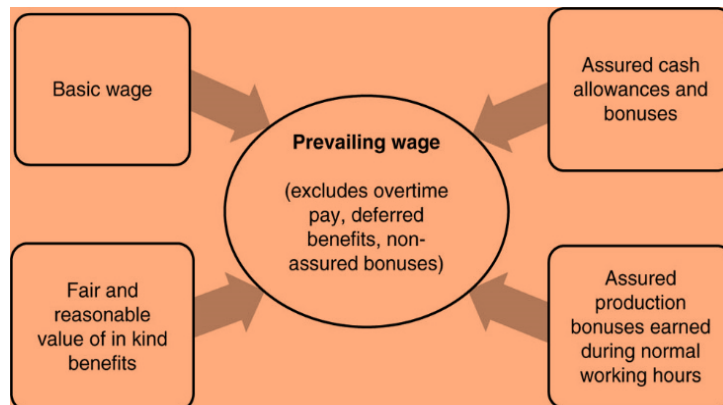 Basic wage
Assured cash
allowances and
bonuses
Prevailing wage
(excludes overtime
pay, deferred
benefits, non-
assured bonuses)
Fair and
reasonable
value of in kind
benefits
Assured
production
bonuses earned
during normal
working hours